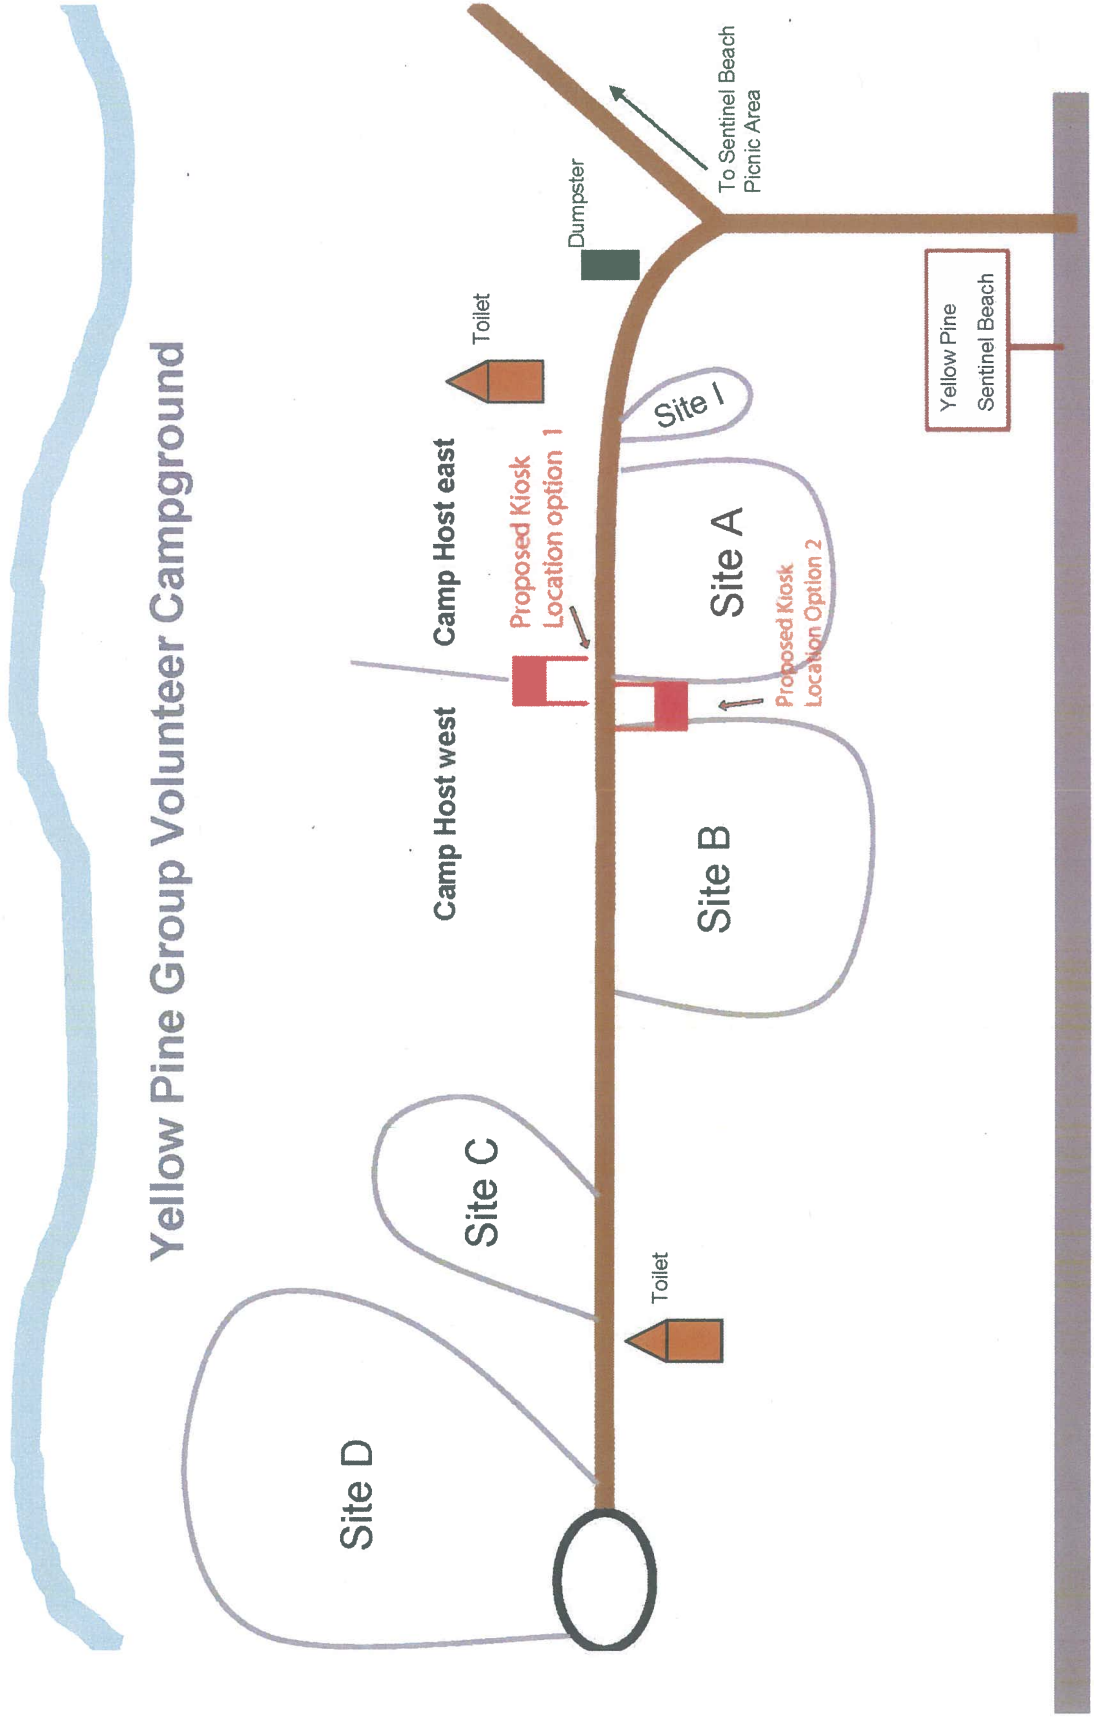 Yellow Pine Group Volunteer Campground
Site D
Site C
Camp Host west
Camp Host east
Toilet
Proposed Kiosk
Location option 1
Dumpster
Toilet
Site B
Site A
Site I
Proposed Kiosk
Location Option 2
To Sentinel Beach
Picnic Area
Yellow Pine
Sentinel Beach